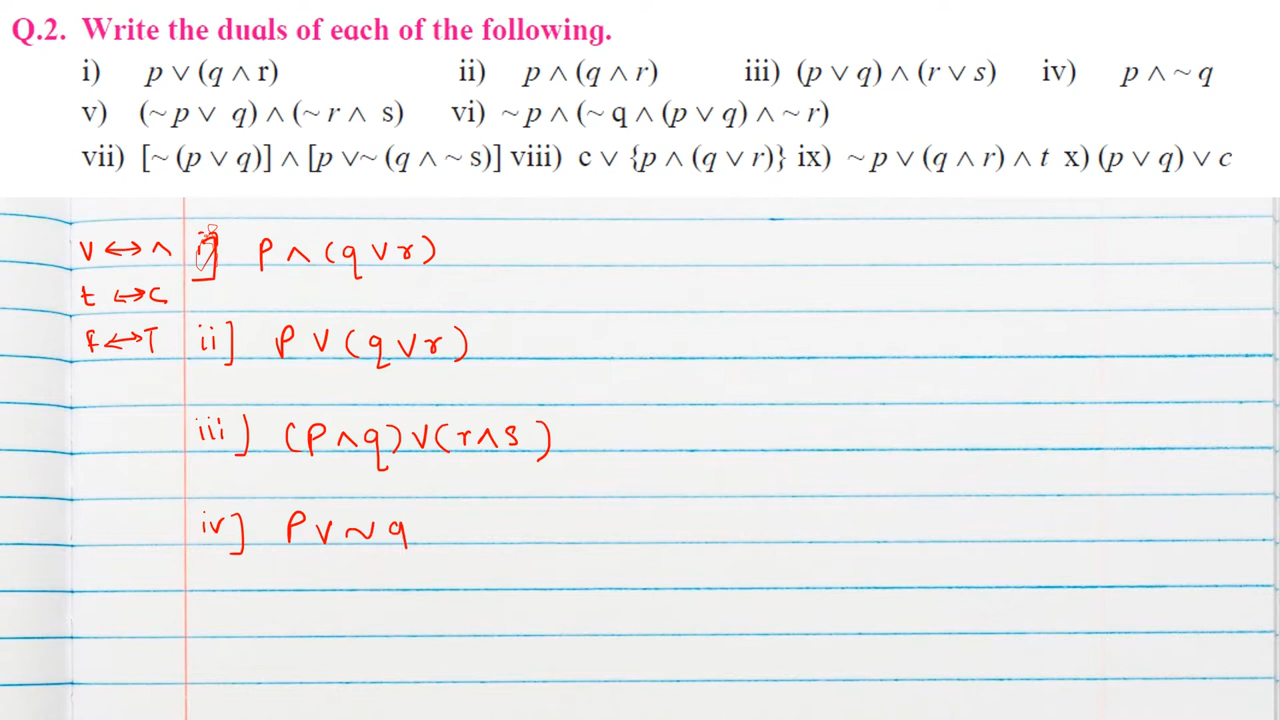 Q.2. Write the duals of each of the following.
i) p ∨ (q ∧ r) ii) p ∧ (q ∧ r) iii) (p ∨ q) ∧ (r ∨ s) iv) p ∧ ~ q
v) (~ p ∨ q) ∧ (~ r ∧ s) vi) ~ p ∧ (~ q ∧ (p ∨ q) ∧ ~ r)
vii) [~ (p ∨ q)] ∧ [p ∨~ (q ∧ ~ s)] viii) c ∨ {p ∧ (q ∨ r)} ix) ~ p ∨ (q ∧ r) ∧ t x) (p ∨ q) ∨ c
∨ ↔ ∧ P ∧ (q ∨ r)
t ↔ c
F ↔ T ii] P ∨ (q ∨ r)
iii] (P ∧ q) ∨ (r ∧ s)
iv] P ∨ ~ q